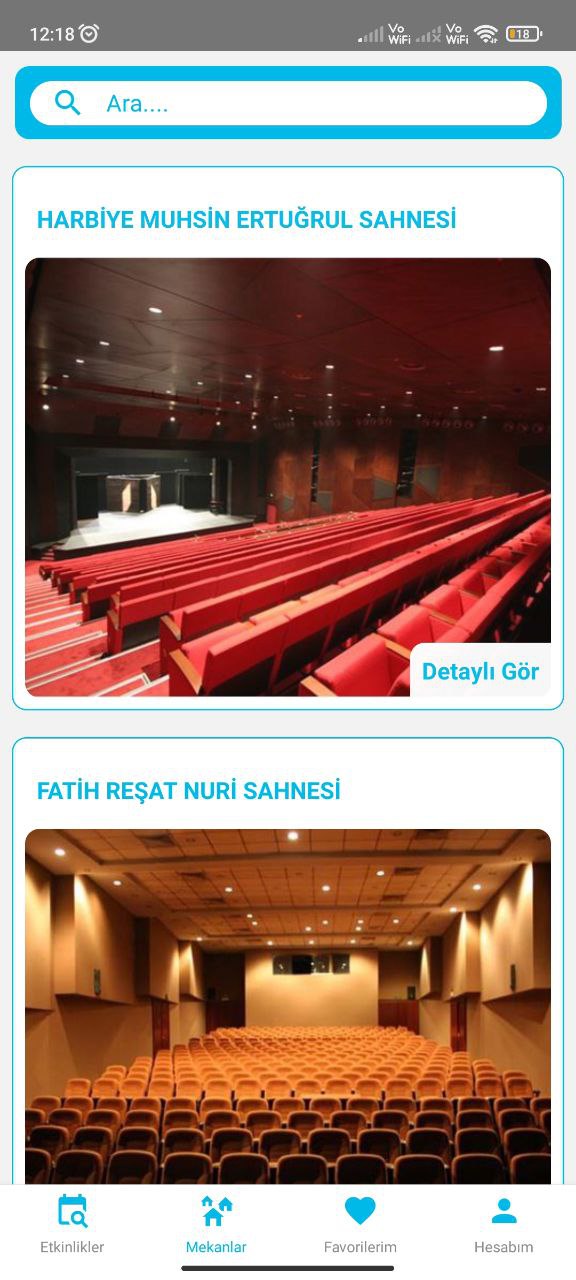 12:18
Vo
WiFi
Vo
WiFi
18
Ara....
HARBİYE MUHSİN ERTUĞRUL SAHNESİ
Detaylı Gör
FATİH REŞAT NURİ SAHNESİ
Etkinlikler
Mekanlar
Favorilerim
Hesabım